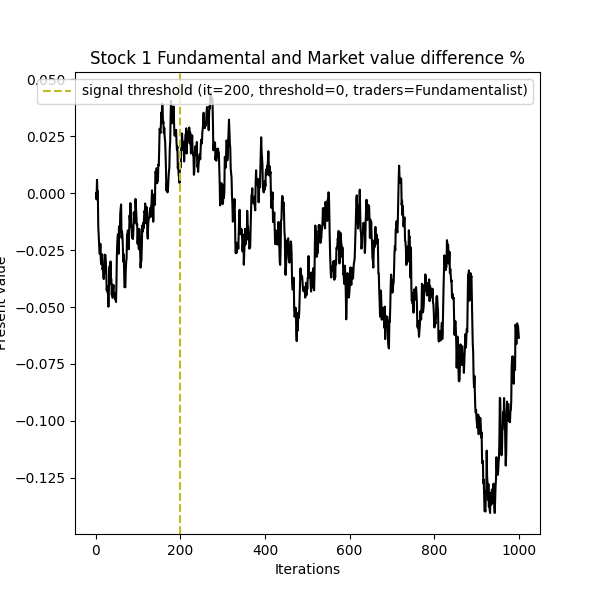 Stock 1 Fundamental and Market value difference %
signal threshold (it=200, threshold=0, traders=Fundamentalist)
0.050
0.025
0.000
−0.025
−0.050
−0.075
−0.100
−0.125
Present value
0 200 400 600 800 1000
Iterations